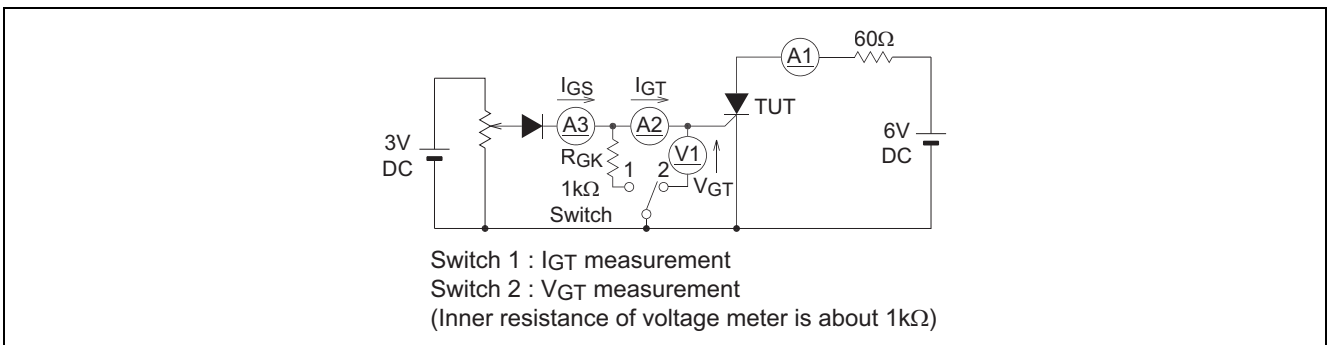 60Ω
A1
IGS
IGT
TUT
A3
A2
3V
DC
6V
DC
RGK
1
2
V1
1kΩ
VGT
Switch
Switch 1 : IGT measurement
Switch 2 : VGT measurement
(Inner resistance of voltage meter is about 1kΩ)